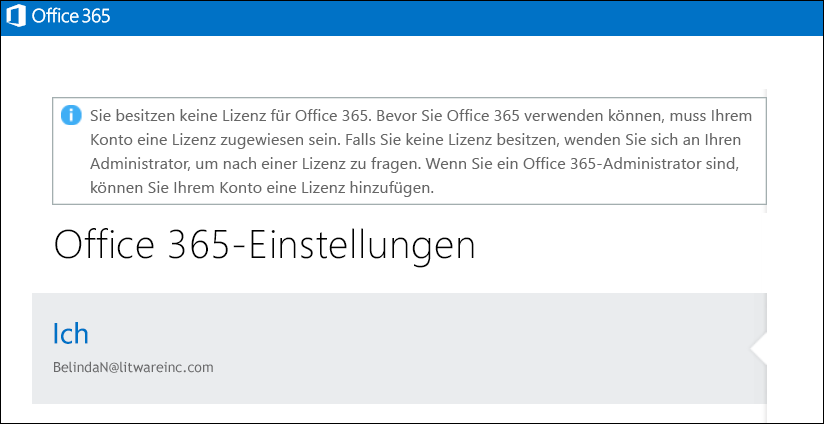 Office 365
Sie besitzen keine Lizenz für Office 365. Bevor Sie Office 365 verwenden können, muss Ihrem
Konto eine Lizenz zugewiesen sein. Falls Sie keine Lizenz besitzen, wenden Sie sich an Ihren
Administrator, um nach einer Lizenz zu fragen. Wenn Sie ein Office 365-Administrator sind,
können Sie Ihrem Konto eine Lizenz hinzufügen.
Office 365-Einstellungen
Ich
BelindaN@litwareinc.com